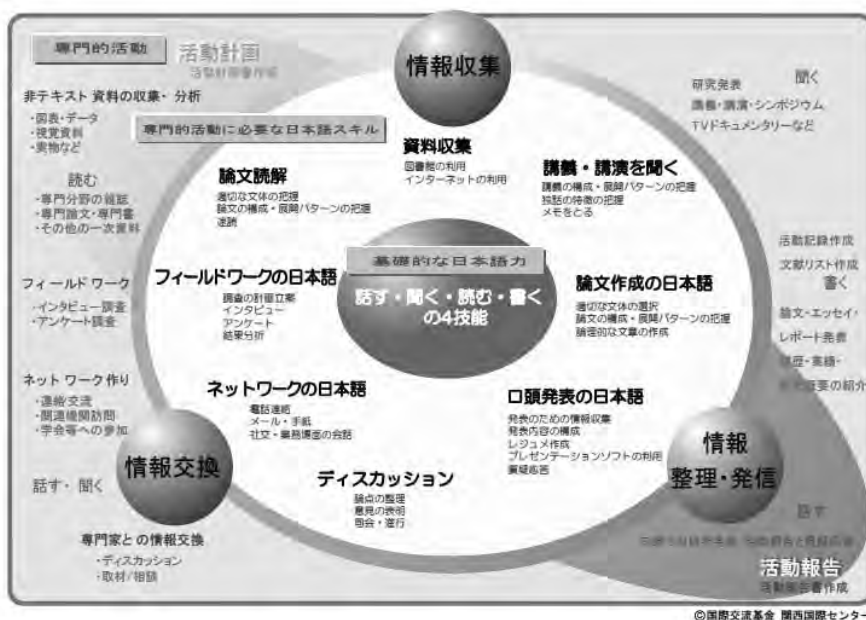 専門的活動
活動計画
活動計画書作成
情報収集
非テキスト資料の収集・分析
・図表・データ
・視覚資料
・実物など
専門的活動に必要な日本語スキル
読む
・専門分野の雑誌
・専門論文・専門書
・その他の一次資料
フィールドワーク
・インタビュー調査
・アンケート調査
ネットワーク作り
・連絡/交流
・関連機関訪問
・学会等への参加
話す・聞く
情報交換
専門家との情報交換
・ディスカッション
・取材/相談
資料収集
図書館の利用
インターネットの利用
論文読解
適切な文体の把握
論文の構成・展開パターンの把握
速読
講義・講演を聞く
講義の構成・展開パターンの把握
独話の特徴の把握
メモをとる
基礎的な日本語力
話す・聞く・読む・書く
の4技能
フィールドワークの日本語
調査の計画立案
インタビュー
アンケート
結果分析
論文作成の日本語
適切な文体の選択
論文の構成・展開パターンの把握
論理的な文章の作成
ネットワークの日本語
電話連絡
メール・手紙
社交・業務場面の会話
口頭発表の日本語
発表のための情報収集
発表内容の構成
レジュメ作成
プレゼンテーションソフトの利用
質疑応答
ディスカッション
論点の整理
意見の表明
司会・進行
聞く
研究発表
講義・講演・シンポジウム
TVドキュメンタリーなど
活動記録作成
文献リスト作成
書く
論文・エッセイ・
レポート発表
概要の紹介
情報
整理・発信
話す
活動報告
活動報告書作成
©国際交流基金 関西国際センター